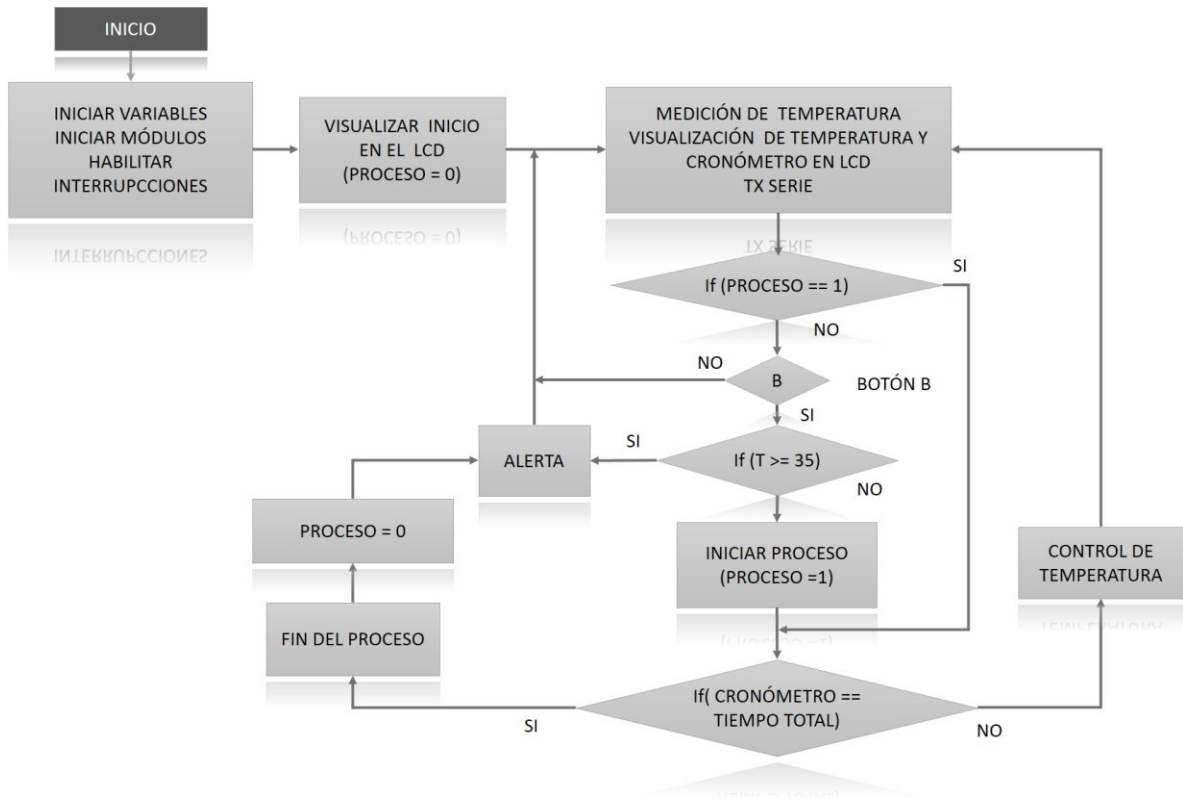 INICIO
INICIAR VARIABLES
INICIAR MÓDULOS
HABILITAR
INTERRUPCCIONES
VISUALIZAR INICIO
EN EL LCD
(PROCESO = 0)
MEDICIÓN DE TEMPERATURA
VISUALIZACIÓN DE TEMPERATURA Y
CRONÓMETRO EN LCD
TX SERIE
If (PROCESO == 1)
SI
NO
B
BOTÓN B
NO
SI
If (T >= 35)
SI
NO
ALERTA
INICIAR PROCESO
(PROCESO =1)
PROCESO = 0
FIN DEL PROCESO
CONTROL DE
TEMPERATURA
If( CRONÓMETRO ==
TIEMPO TOTAL)
SI
NO